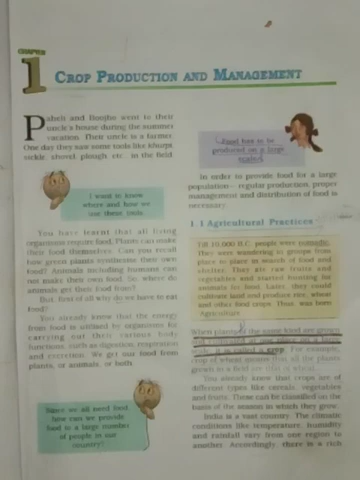 CHAPTER
1
CROP PRODUCTION AND MANAGEMENT
Paheli and Boojho went to their
uncle's house during the summer
vacation. Their uncle is a farmer.
One day they saw some tools like khurpi,
sickle, shovel, plough, etc. in the field.
I want to know
where and how we
use these tools.
You have learnt that all living
organisms require food. Plants can make
their food themselves. Can you recall
how green plants synthesise their own
food? Animals including humans can
not make their own food. So, where do
animals get their food from?
But, first of all why do we have to eat
food?
You already know that the energy
from food is utilised by organisms for
carrying out their various body
functions, such as digestion, respiration
and excretion. We get our food from
plants, or animals, or both.
Since we all need food,
how can we provide
food to a large number
of people in our
country?
Food has to be
produced on a large
scale.
In order to provide food for a large
population— regular production, proper
management and distribution of food is
necessary.
1.1 Agricultural Practices
Till 10,000 B.C. people were nomadic.
They were wandering in groups from
place to place in search of food and
shelter. They ate raw fruits and
vegetables and started hunting for
animals for food. Later, they could
cultivate land and produce rice, wheat
and other food crops. Thus, was born
'Agriculture'.
When plants of the same kind are grown
and cultivated at one place on a large
scale, it is called a crop. For example,
crop of wheat means that all the plants
grown in a field are that of wheat.
You already know that crops are of
different types like cereals, vegetables
and fruits. These can be classified on the
basis of the season in which they grow.
India is a vast country. The climatic
conditions like temperature, humidity
and rainfall vary from one region to
another. Accordingly, there is a rich